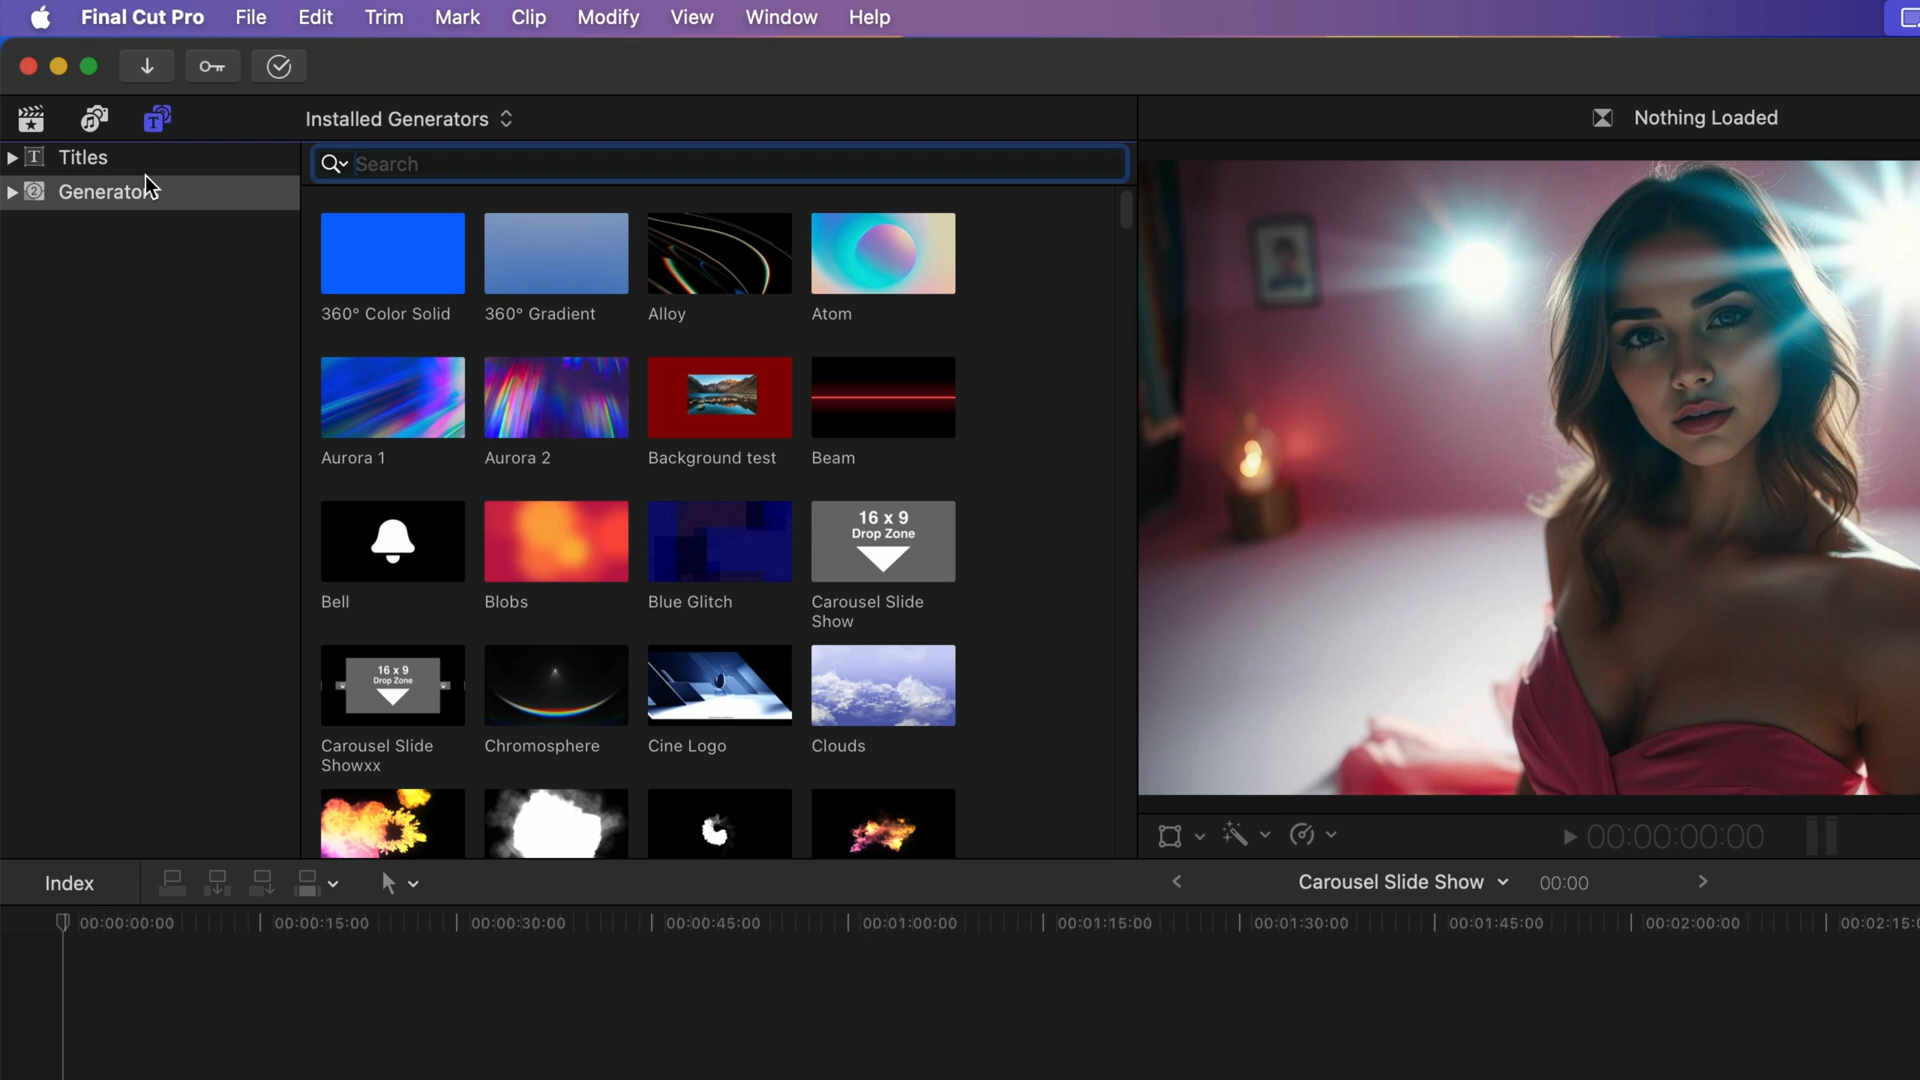 Final Cut Pro File Edit Trim Mark Clip Modify View Window Help
Installed Generators
Nothing Loaded
Titles
Search
Generators
360° Color Solid
360° Gradient
Alloy
Atom
Aurora 1
Aurora 2
Background test
Beam
16 x 9
Drop Zone
Bell
Blobs
Blue Glitch
Carousel Slide
Show
16 x 9
Drop Zone
Carousel Slide
Showxx
Chromosphere
Cine Logo
Clouds
00:00:00:00
Index
Carousel Slide Show
00:00
00:00:00:00 00:00:15:00 00:00:30:00 00:00:45:00 00:01:00:00 00:01:15:00 00:01:30:00 00:01:45:00 00:02:00:00 00:02:15:0